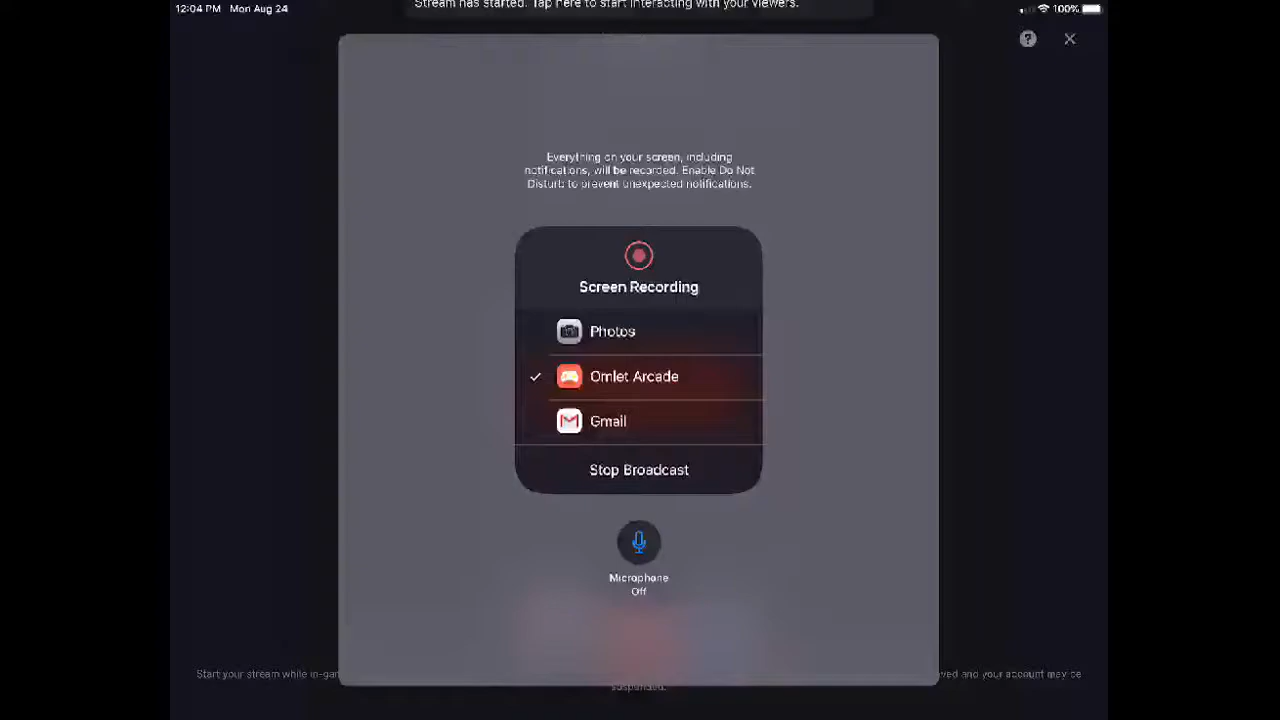 12:04 PM Mon Aug 24
Stream has started. Tap here to start interacting with your viewers.
100%
Everything on your screen, including
notifications, will be recorded. Enable Do Not
Disturb to prevent unexpected notifications.
Screen Recording
Photos
Omlet Arcade
Gmail
Stop Broadcast
Microphone
Off
Start your stream while in-
and your account may be
suspended.